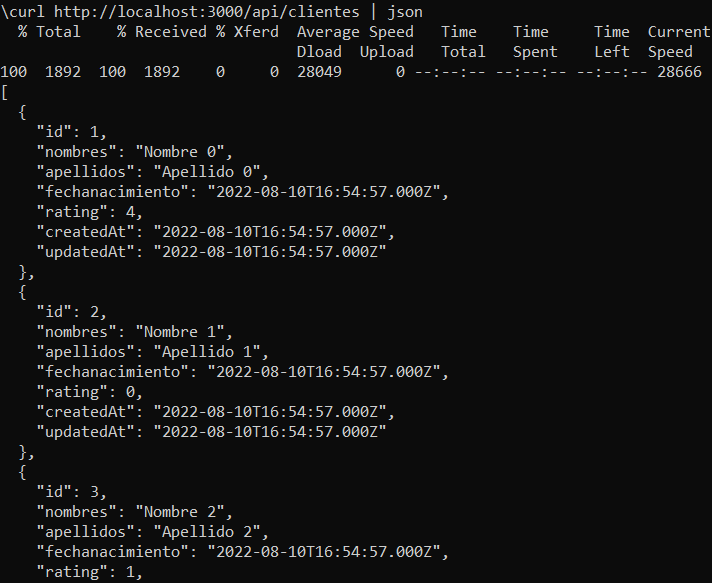 \curl http://localhost:3000/api/clientes | json
  % Total    % Received % Xferd  Average Speed   Time    Time     Time  Current
                                 Dload  Upload   Total   Spent    Left  Speed
100  1892  100  1892    0     0  28049      0 --:--:-- --:--:-- --:--:-- 28666
[
  {
    "id": 1,
    "nombres": "Nombre 0",
    "apellidos": "Apellido 0",
    "fechanacimiento": "2022-08-10T16:54:57.000Z",
    "rating": 4,
    "createdAt": "2022-08-10T16:54:57.000Z",
    "updatedAt": "2022-08-10T16:54:57.000Z"
  },
  {
    "id": 2,
    "nombres": "Nombre 1",
    "apellidos": "Apellido 1",
    "fechanacimiento": "2022-08-10T16:54:57.000Z",
    "rating": 0,
    "createdAt": "2022-08-10T16:54:57.000Z",
    "updatedAt": "2022-08-10T16:54:57.000Z"
  },
  {
    "id": 3,
    "nombres": "Nombre 2",
    "apellidos": "Apellido 2",
    "fechanacimiento": "2022-08-10T16:54:57.000Z",
    "rating": 1,